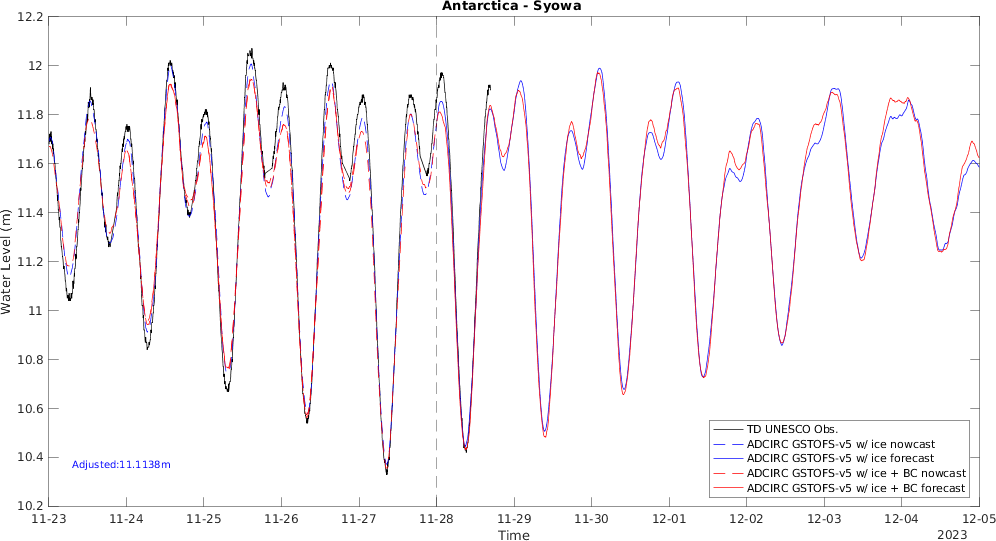 Antarctica - Syowa
12.2
12
11.8
11.6
11.4
11.2
11
10.8
10.6
10.4
10.2
Water Level (m)
Adjusted:11.1138m
TD UNESCO Obs.
ADCIRC GSTOFS-v5 w/ ice nowcast
ADCIRC GSTOFS-v5 w/ ice forecast
ADCIRC GSTOFS-v5 w/ ice + BC nowcast
ADCIRC GSTOFS-v5 w/ ice + BC forecast
11-23 11-24 11-25 11-26 11-27 11-28 11-29 11-30 12-01 12-02 12-03 12-04 12-05
Time
2023